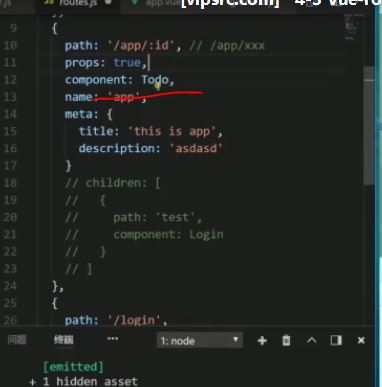 routes.js
app.vue
[vipsrc.com] 4-3 vue-ro
9 {
10 path: '/app/:id', // /app/xxx
11 props: true,
12 component: Todo,
13 name: 'app',
14 meta: {
15 title: 'this is app',
16 description: 'asdasd'
17 }
18 // children: [
19 // {
20 // path: 'test',
21 // component: Login
22 // }
23 // ]
24 },
25 {
26 path: '/login',
问题 终端 ··· 1: node
[emitted]
+ 1 hidden asset